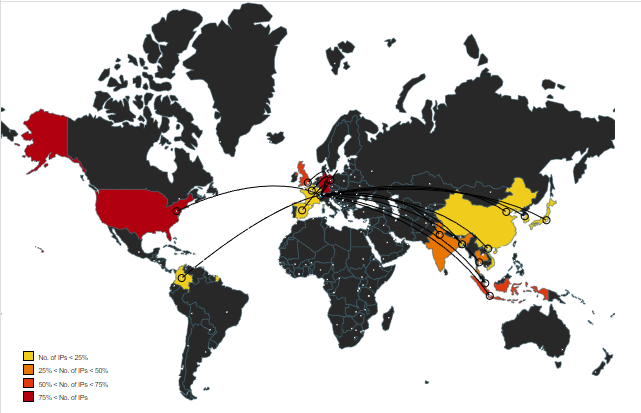 No. of IPs < 25%
25% < No. of IPs < 50%
50% < No. of IPs < 75%
75% < No. of IPs